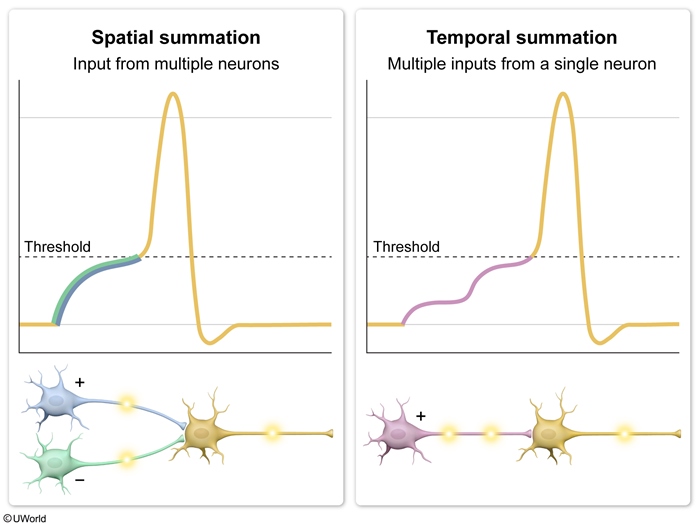 Spatial summation
Input from multiple neurons
Threshold
+
−
Temporal summation
Multiple inputs from a single neuron
Threshold
+
© UWorld